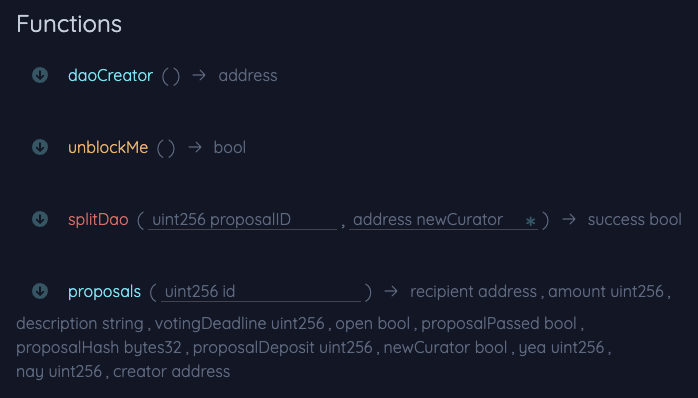 Functions
daoCreator ( ) → address
unblockMe ( ) → bool
splitDao ( uint256 proposalID , address newCurator * ) → success bool
proposals ( uint256 id ) → recipient address , amount uint256 ,
description string , votingDeadline uint256 , open bool , proposalPassed bool ,
proposalHash bytes32 , proposalDeposit uint256 , newCurator bool , yea uint256 ,
nay uint256 , creator address